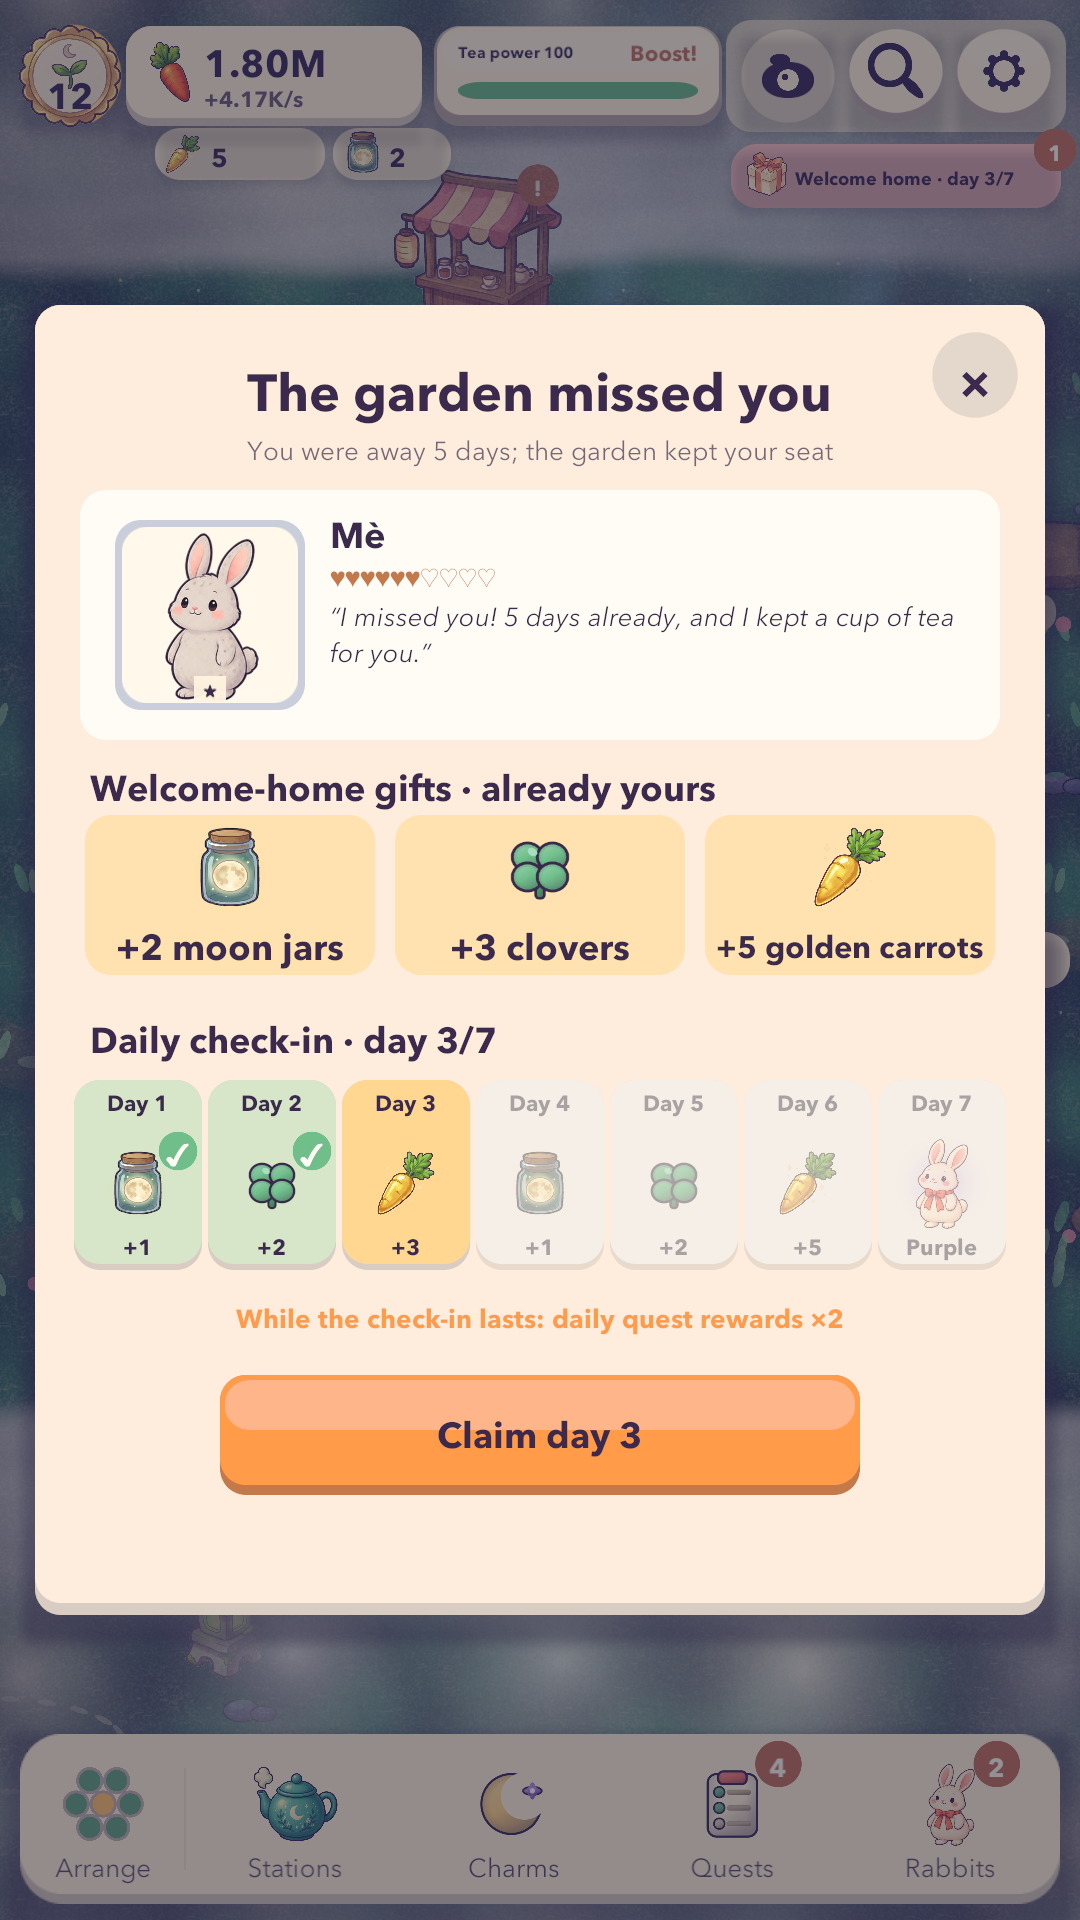 12
1.80M
+4.17K/s
Tea power 100
Boost!
5
2
!
Welcome home · day 3/7
1
The garden missed you
×
You were away 5 days; the garden kept your seat
Mè
♥♥♥♥♥♥♡♡♡♡
“I missed you! 5 days already, and I kept a cup of tea
for you.”
★
Welcome-home gifts · already yours
+2 moon jars
+3 clovers
+5 golden carrots
Daily check-in · day 3/7
Day 1
Day 2
Day 3
Day 4
Day 5
Day 6
Day 7
✓
✓
+1
+2
+3
+1
+2
+5
Purple
While the check-in lasts: daily quest rewards ×2
Claim day 3
4
2
Arrange
Stations
Charms
Quests
Rabbits